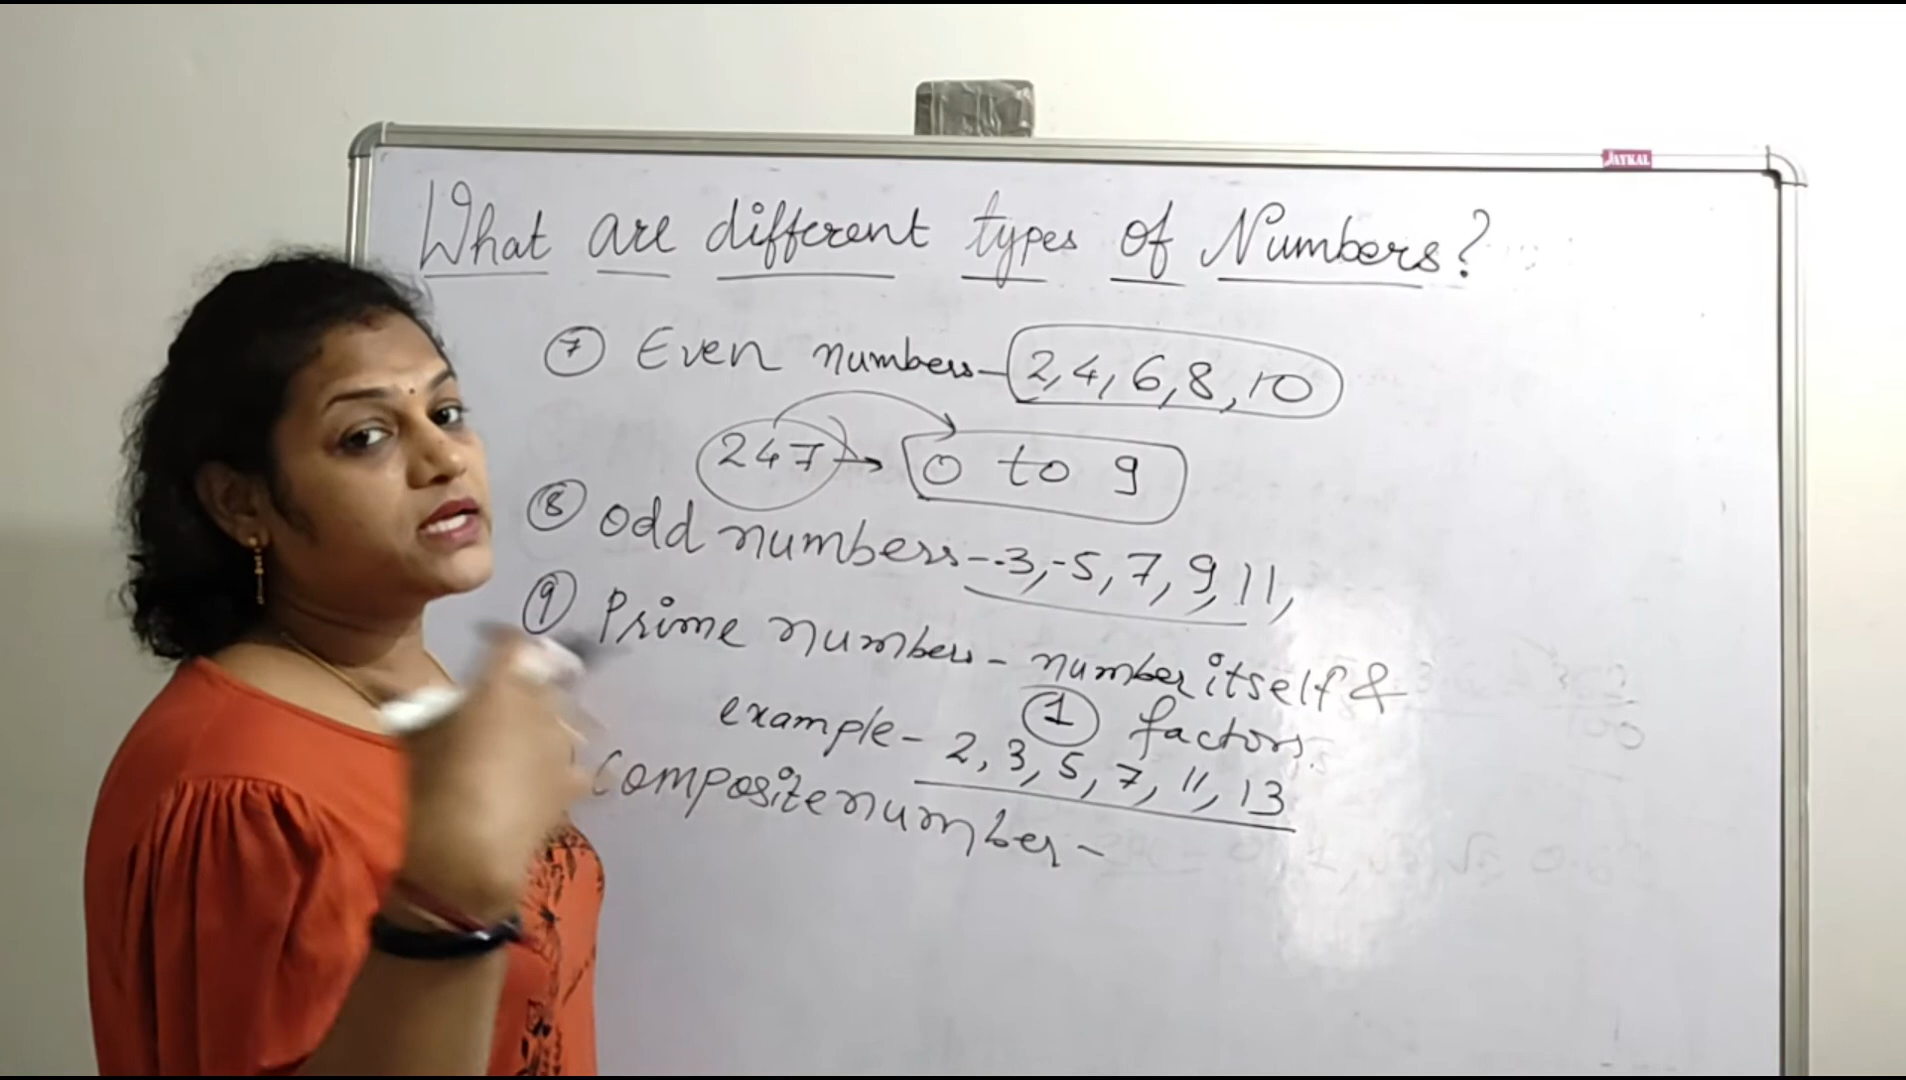 JAYKAL
What are different types of Numbers?
⑦ Even numbers - 2, 4, 6, 8, 10
247 → 0 to 9
⑧ Odd numbers - -3, -5, 7, 9, 11,
⑨ Prime numbers - number itself &
① factors.
example - 2, 3, 5, 7, 11, 13
Composite number -